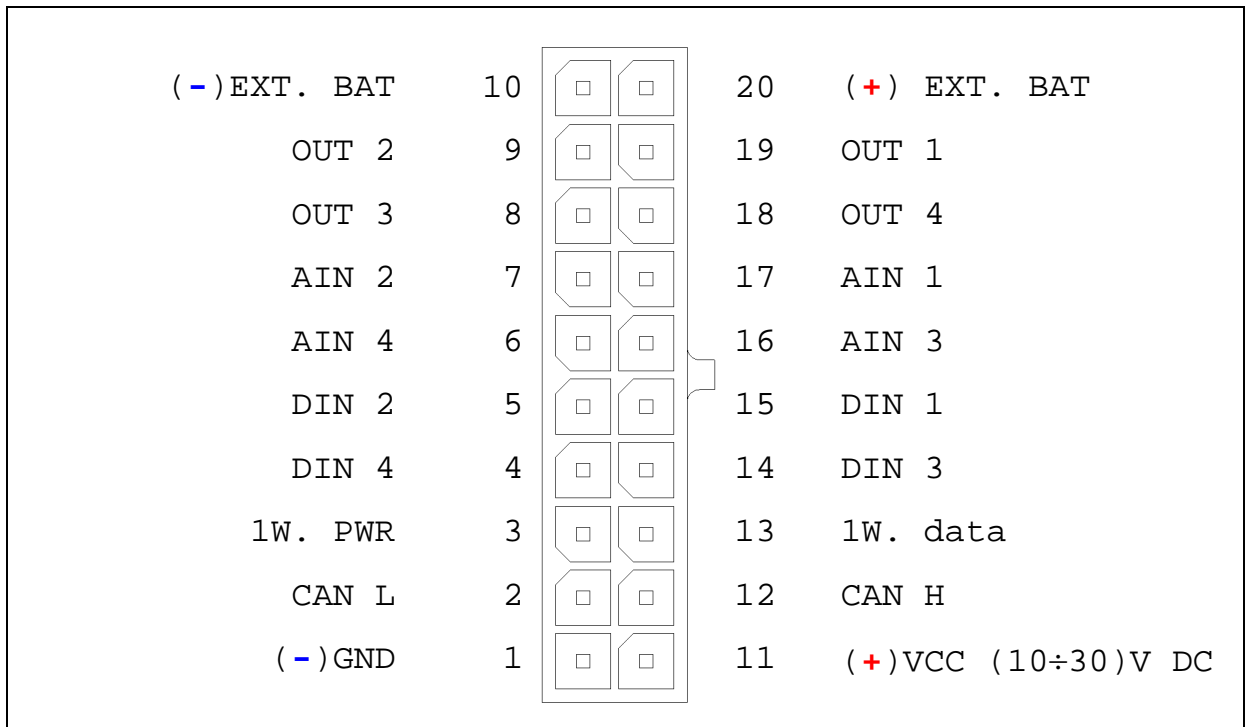 (-)EXT. BAT 10 20 (+) EXT. BAT
OUT 2 9 19 OUT 1
OUT 3 8 18 OUT 4
AIN 2 7 17 AIN 1
AIN 4 6 16 AIN 3
DIN 2 5 15 DIN 1
DIN 4 4 14 DIN 3
1W. PWR 3 13 1W. data
CAN L 2 12 CAN H
(-)GND 1 11 (+)VCC (10÷30)V DC